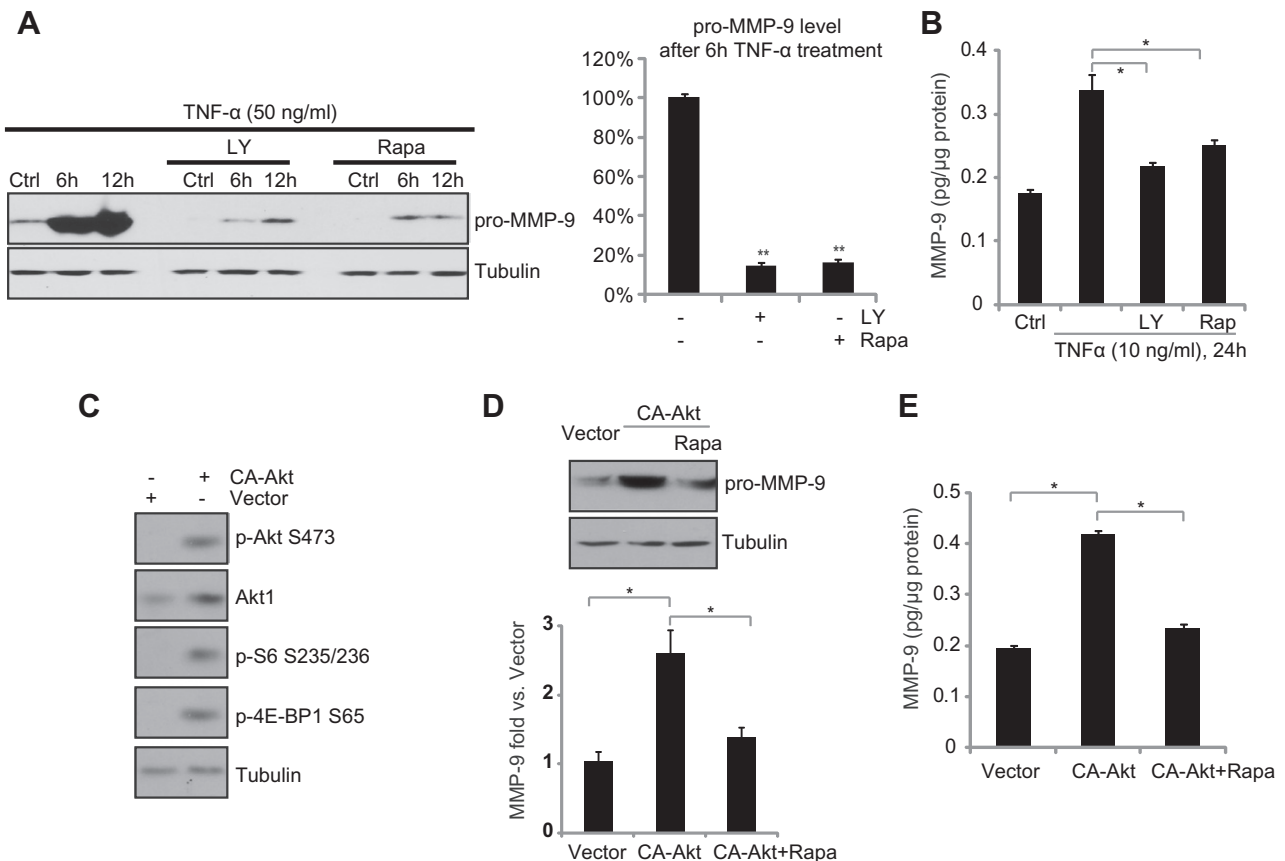 A
TNF-α (50 ng/ml)
LY Rapa
Ctrl 6h 12h Ctrl 6h 12h Ctrl 6h 12h
pro-MMP-9
Tubulin
pro-MMP-9 level
after 6h TNF-α treatment
120%
100%
80%
60%
40%
20%
0%
** **
- + - LY
- - + Rapa
B
MMP-9 (pg/µg protein)
0.4
0.3
0.2
0.1
0
* *
Ctrl LY Rap
TNFα (10 ng/ml), 24h
C
- + CA-Akt
+ - Vector
p-Akt S473
Akt1
p-S6 S235/236
p-4E-BP1 S65
Tubulin
D
CA-Akt
Vector Rapa
pro-MMP-9
Tubulin
MMP-9 fold vs. Vector
3
2
1
0
* *
Vector CA-Akt CA-Akt+Rapa
E
MMP-9 (pg/µg protein)
0.5
0.4
0.3
0.2
0.1
0
* *
Vector CA-Akt CA-Akt+Rapa